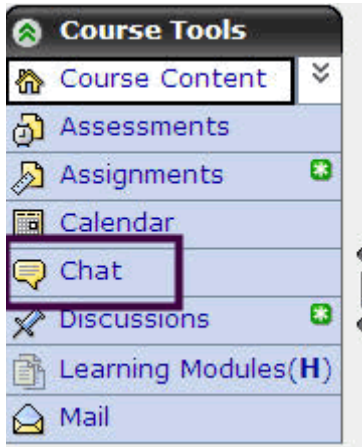 Course Tools
Course Content
Assessments
Assignments
Calendar
Chat
Discussions
Learning Modules(H)
Mail